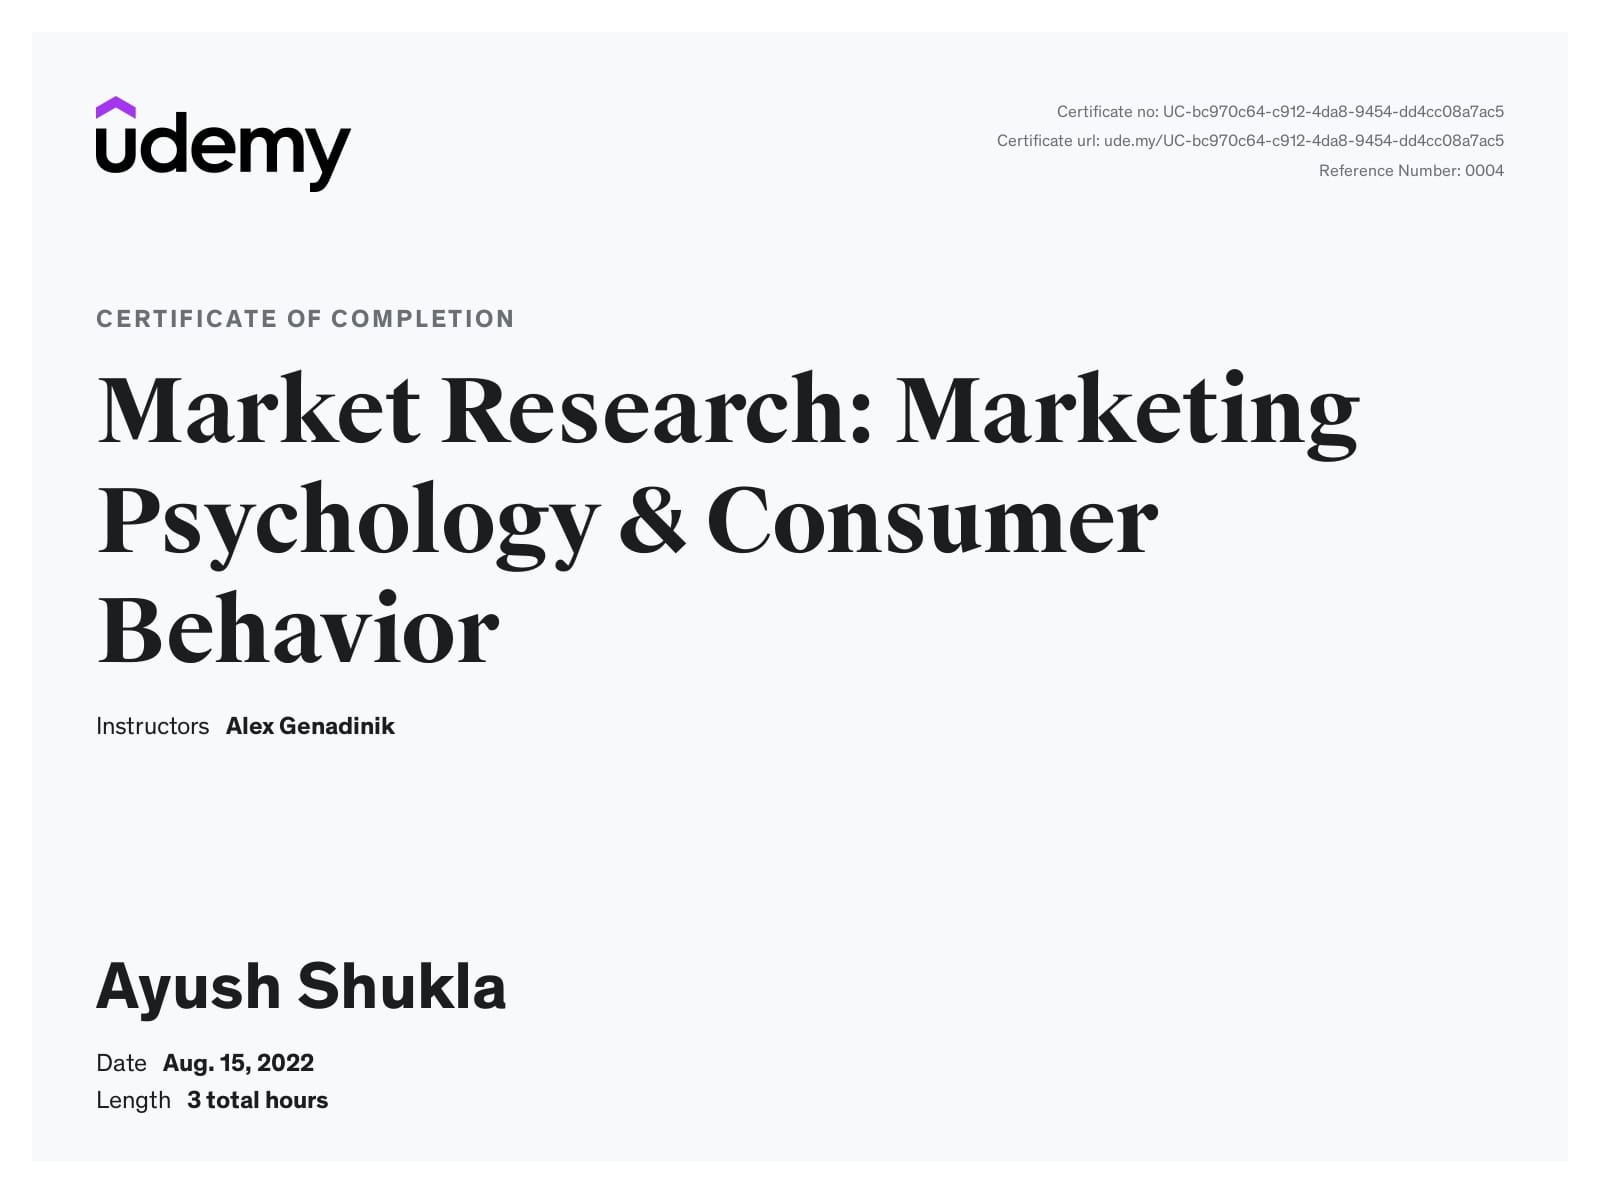 udemy
Certificate no: UC-bc970c64-c912-4da8-9454-dd4cc08a7ac5
Certificate url: ude.my/UC-bc970c64-c912-4da8-9454-dd4cc08a7ac5
Reference Number: 0004
CERTIFICATE OF COMPLETION
Market Research: Marketing
Psychology & Consumer
Behavior
Instructors Alex Genadinik
Ayush Shukla
Date Aug. 15, 2022
Length 3 total hours